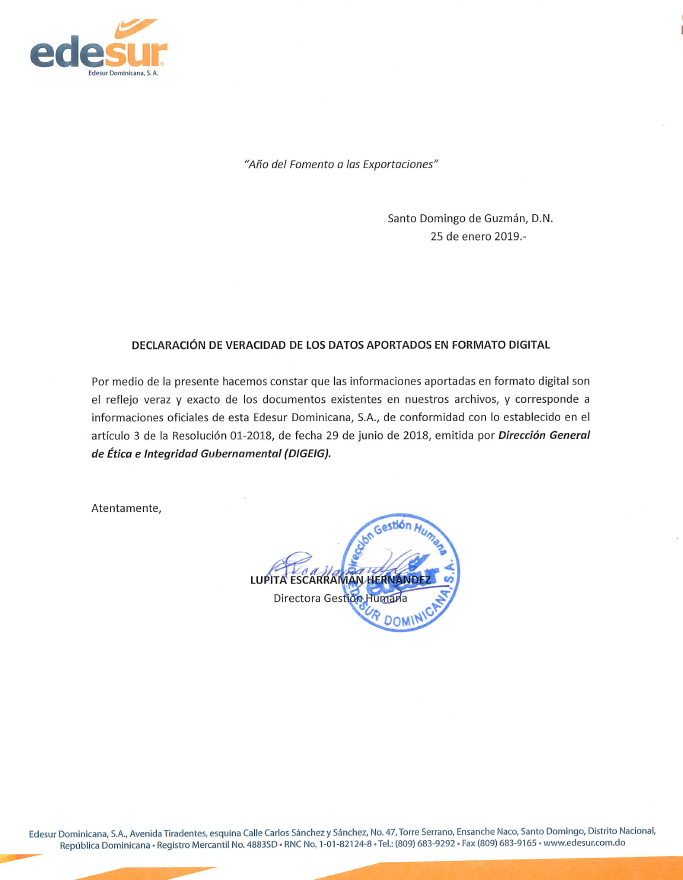 edesur
Edesur Dominicana, S. A.
“Año del Fomento a las Exportaciones”
Santo Domingo de Guzmán, D.N.
25 de enero 2019.-
DECLARACIÓN DE VERACIDAD DE LOS DATOS APORTADOS EN FORMATO DIGITAL
Por medio de la presente hacemos constar que las informaciones aportadas en formato digital son
el reflejo veraz y exacto de los documentos existentes en nuestros archivos, y corresponde a
informaciones oficiales de esta Edesur Dominicana, S.A., de conformidad con lo establecido en el
artículo 3 de la Resolución 01-2018, de fecha 29 de junio de 2018, emitida por Dirección General
de Ética e Integridad Gubernamental (DIGEIG).
Atentamente,
Dirección Gestión Humana
edesur
EDESUR DOMINICANA, S.A.
LUPITA ESCARRAMAN HERNANDEZ
Directora Gestión Humana
Edesur Dominicana, S.A., Avenida Tiradentes, esquina Calle Carlos Sánchez y Sánchez, No. 47, Torre Serrano, Ensanche Naco, Santo Domingo, Distrito Nacional,
República Dominicana • Registro Mercantil No. 4883SD • RNC No. 1-01-82124-8 • Tel.: (809) 683-9292 • Fax (809) 683-9165 • www.edesur.com.do